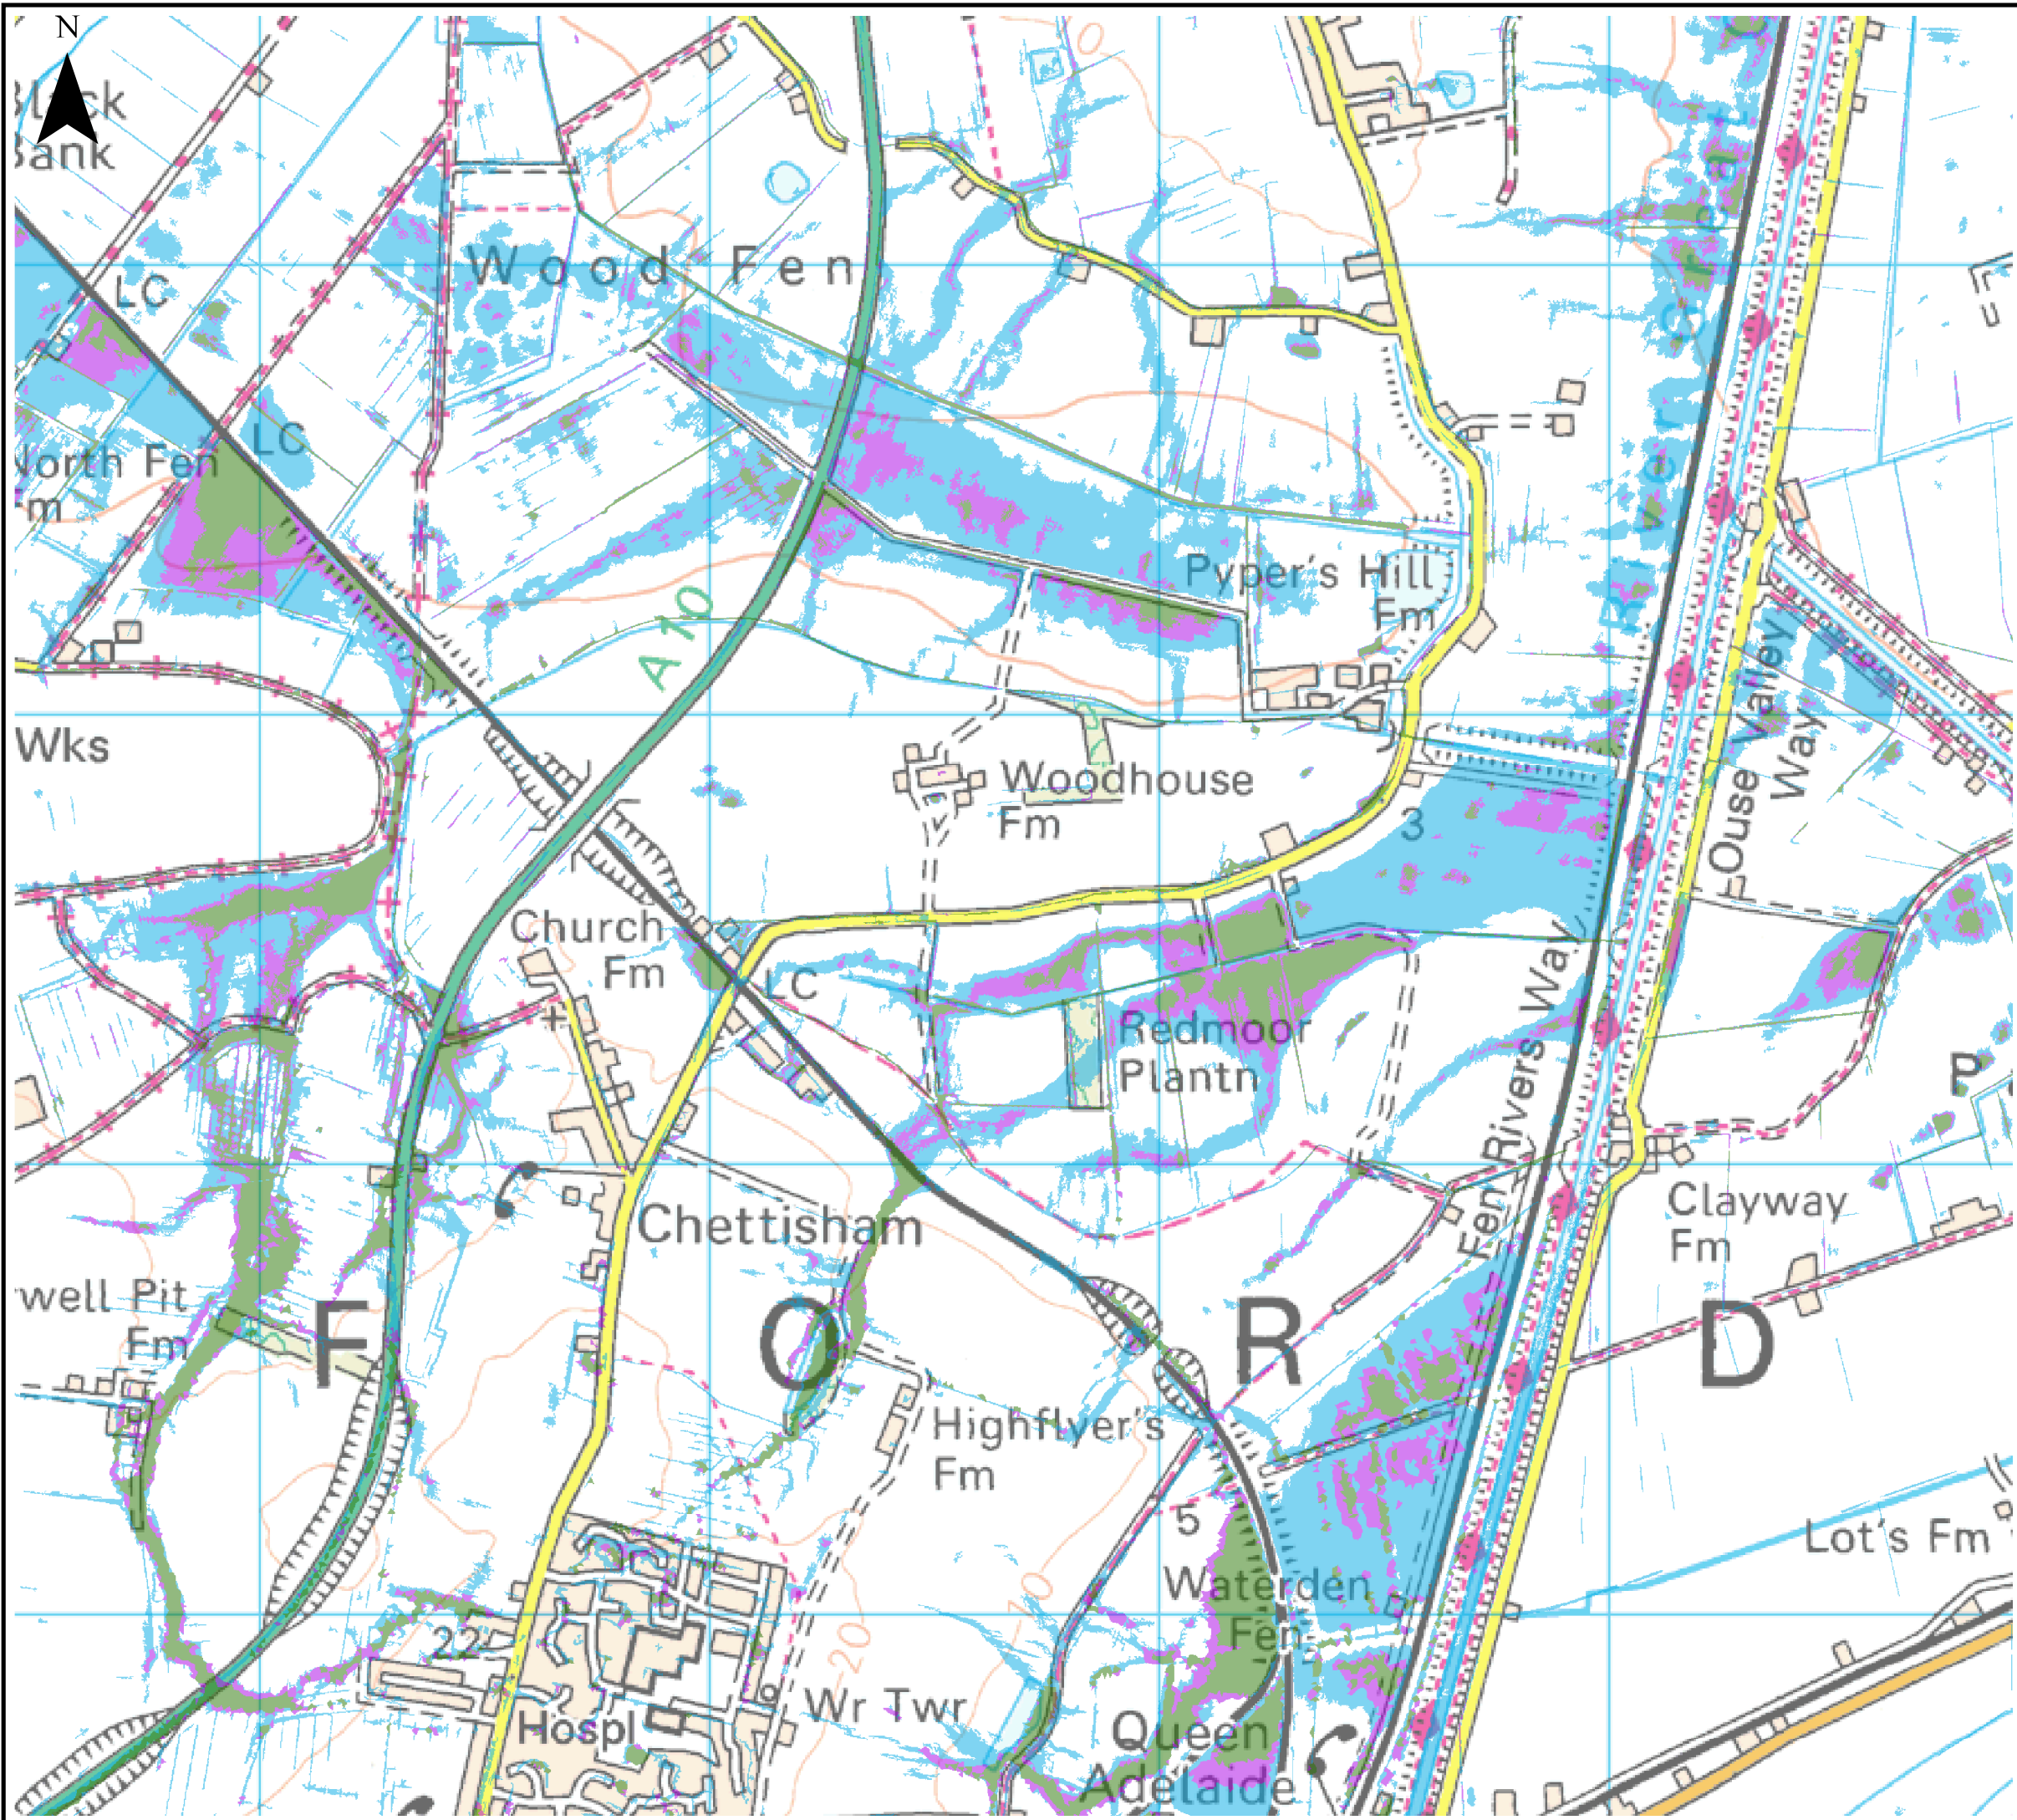 N
Black
Bank
LC
Wood Fen
LC
North Fen
Fm
River Great O
A 10
Pyper's Hill
Fm
Wks
Woodhouse
Fm
3
Ouse Valley
Way
Church
Fm
LC
Redmoor
Plantn
Fen Rivers Way
P
Chettisham
Clayway
Fm
well Pit
Fm
F O R D
Highflyer's
Fm
5
Lot's Fm
Waterden
Fen
10
20
22
Wr Twr
Hospl
Queen
Adelaide